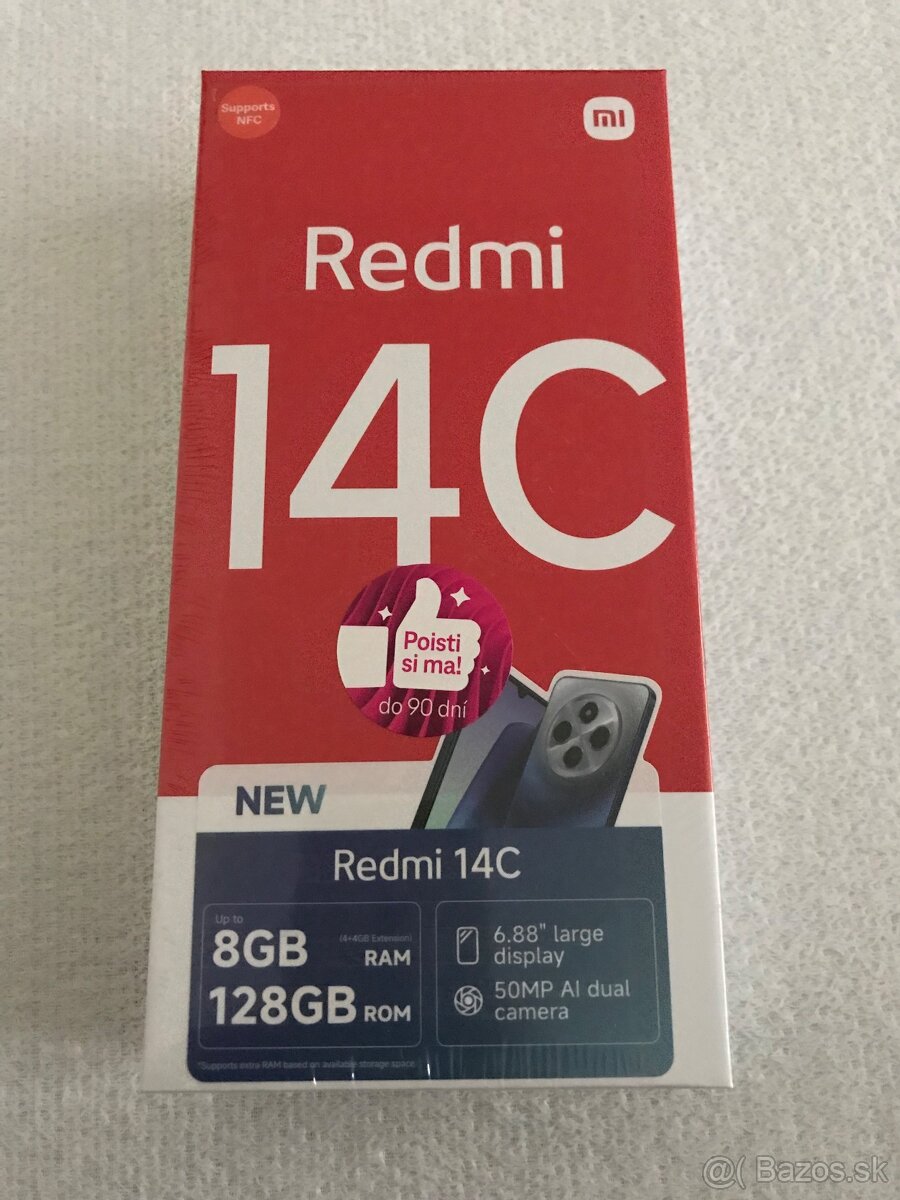 Supports
NFC
mi
Redmi
14C
Poisti
si ma!
do 90 dní
NEW
Redmi 14C
Up to
8GB (4+4GB Extension) RAM
128GB ROM
6.88" large
display
50MP AI dual
camera
*Supports extra RAM based on available storage space
@( Bazos.sk